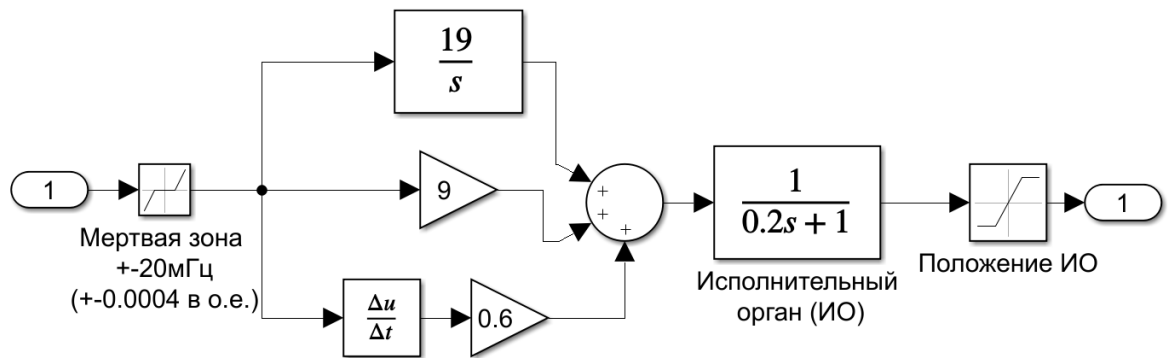 19
s
1
9
+
+
+
1
0.2s + 1
1
Мертвая зона
+-20мГц
(+-0.0004 в о.е.)
Исполнительный
орган (ИО)
Положение ИО
Δu
Δt
0.6